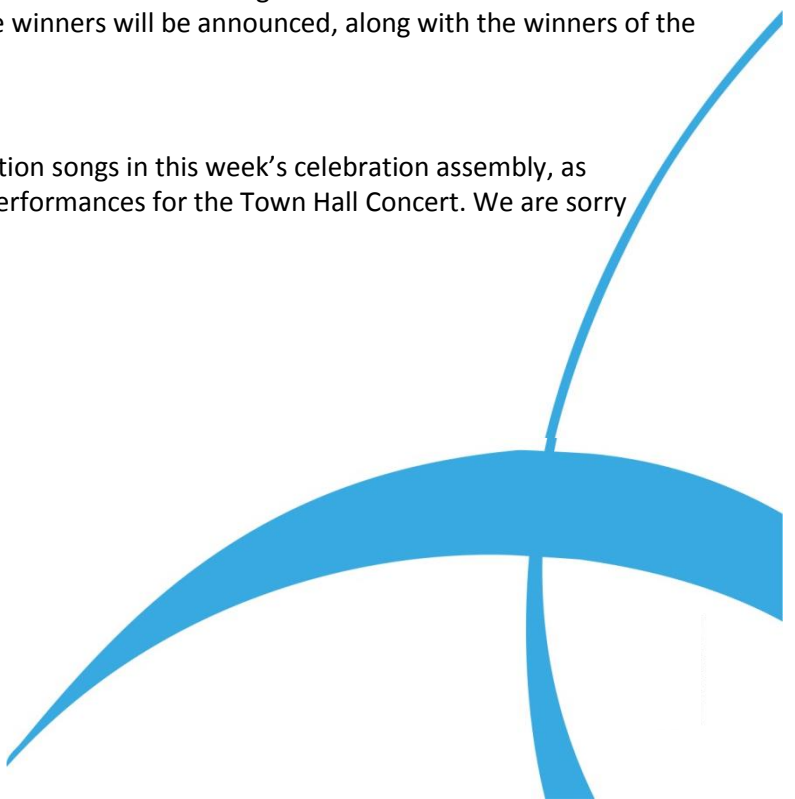 e winners will be announced, along with the winners of the
tion songs in this week’s celebration assembly, as
erformances for the Town Hall Concert. We are sorry